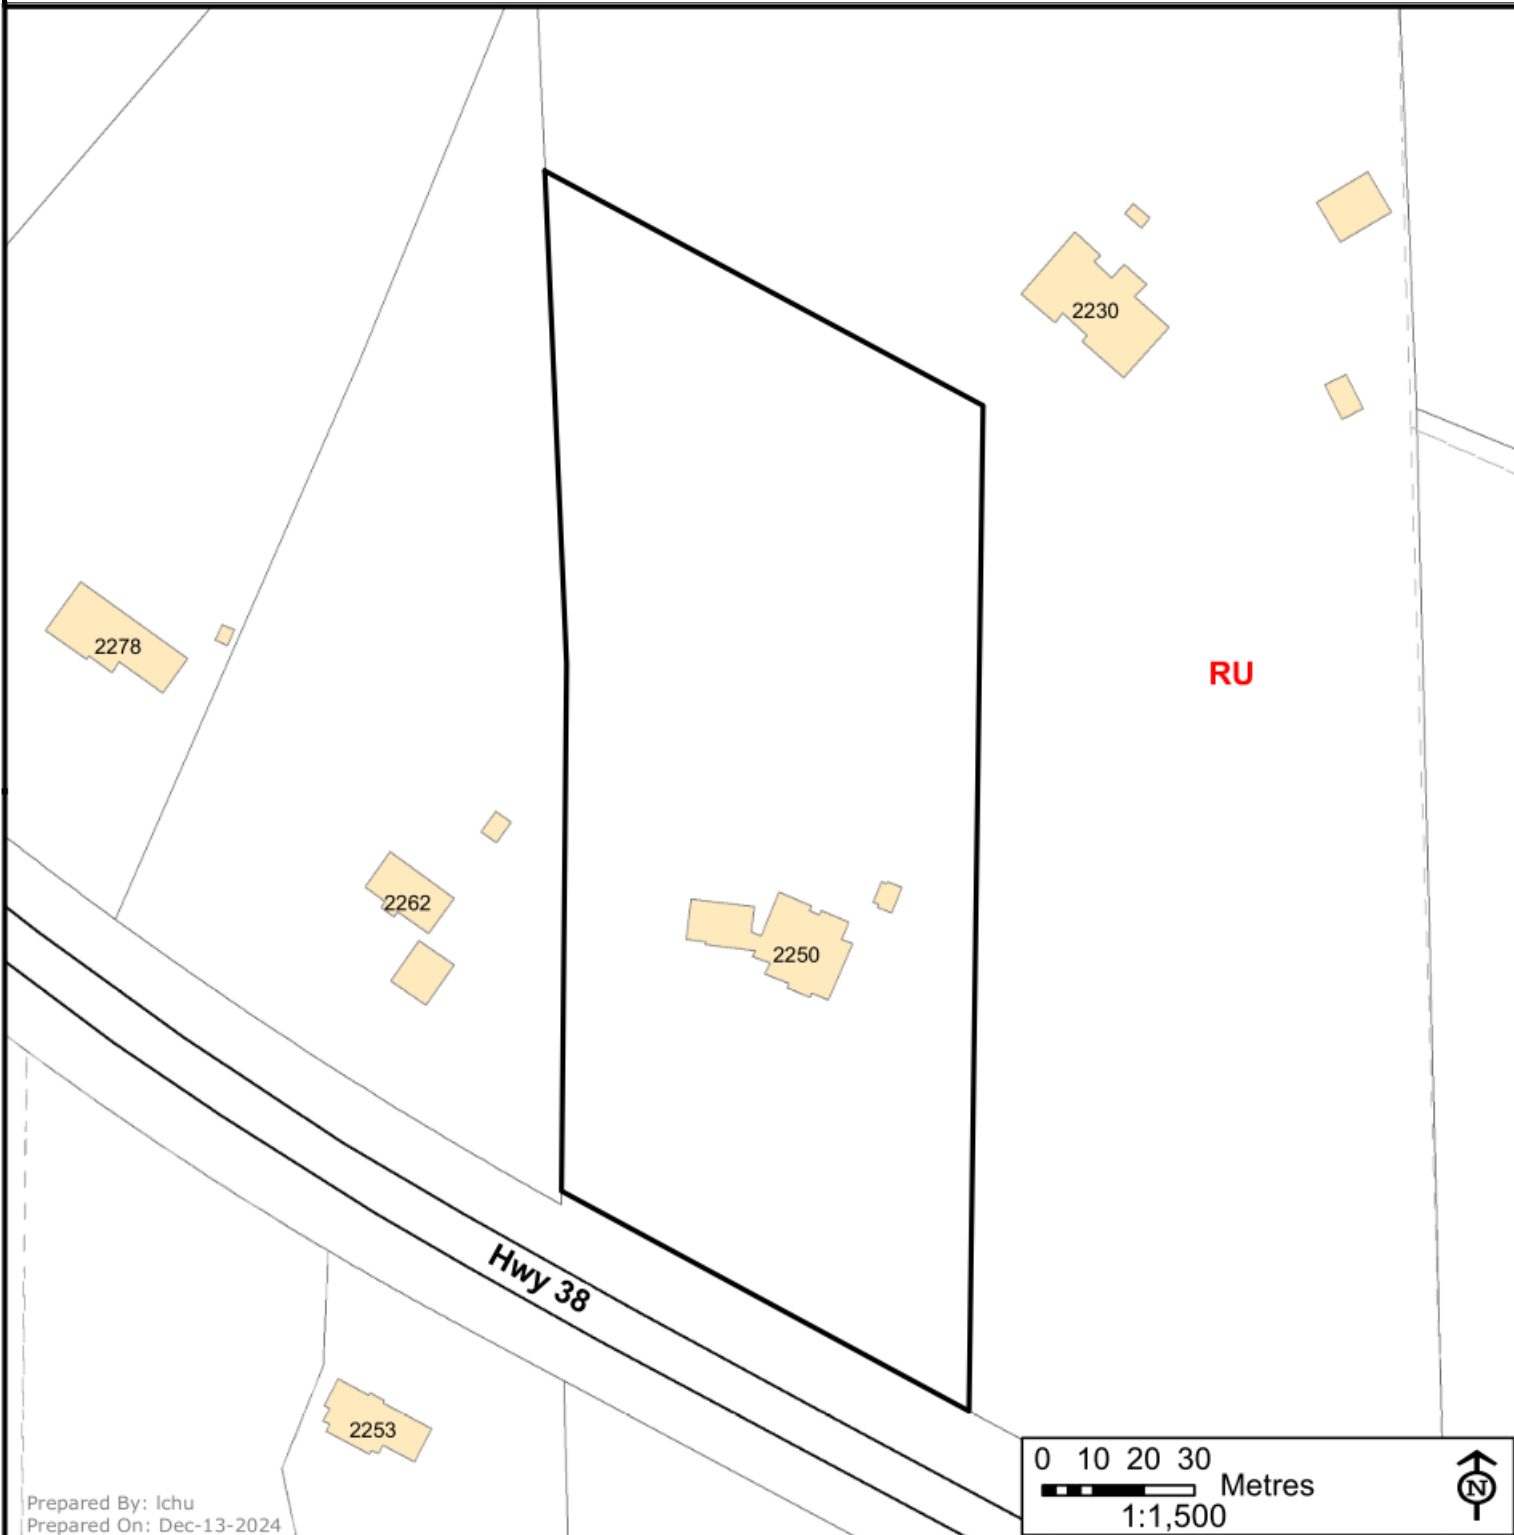 2230
2278
RU
2262
2250
Hwy 38
2253
0 10 20 30
Metres
1:1,500
N
Prepared By: lchu
Prepared On: Dec-13-2024